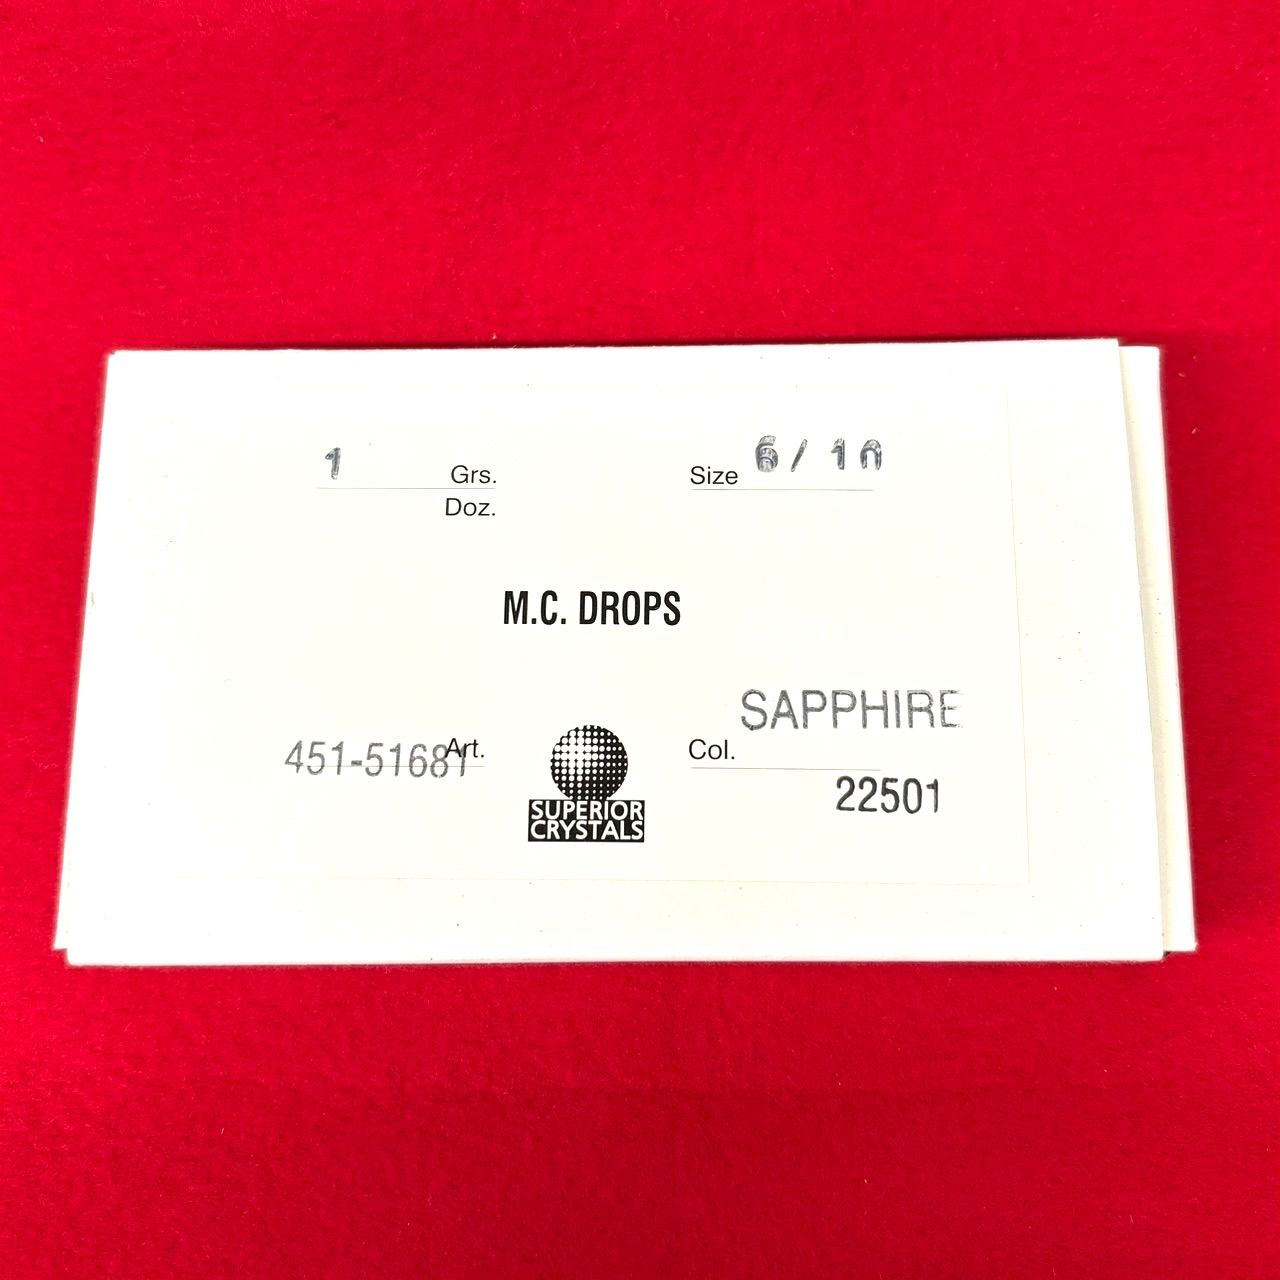 1 Grs.
Doz.
Size 6/10
M.C. DROPS
451-51681 Art.
SUPERIOR
CRYSTALS
SAPPHIRE
Col.
22501